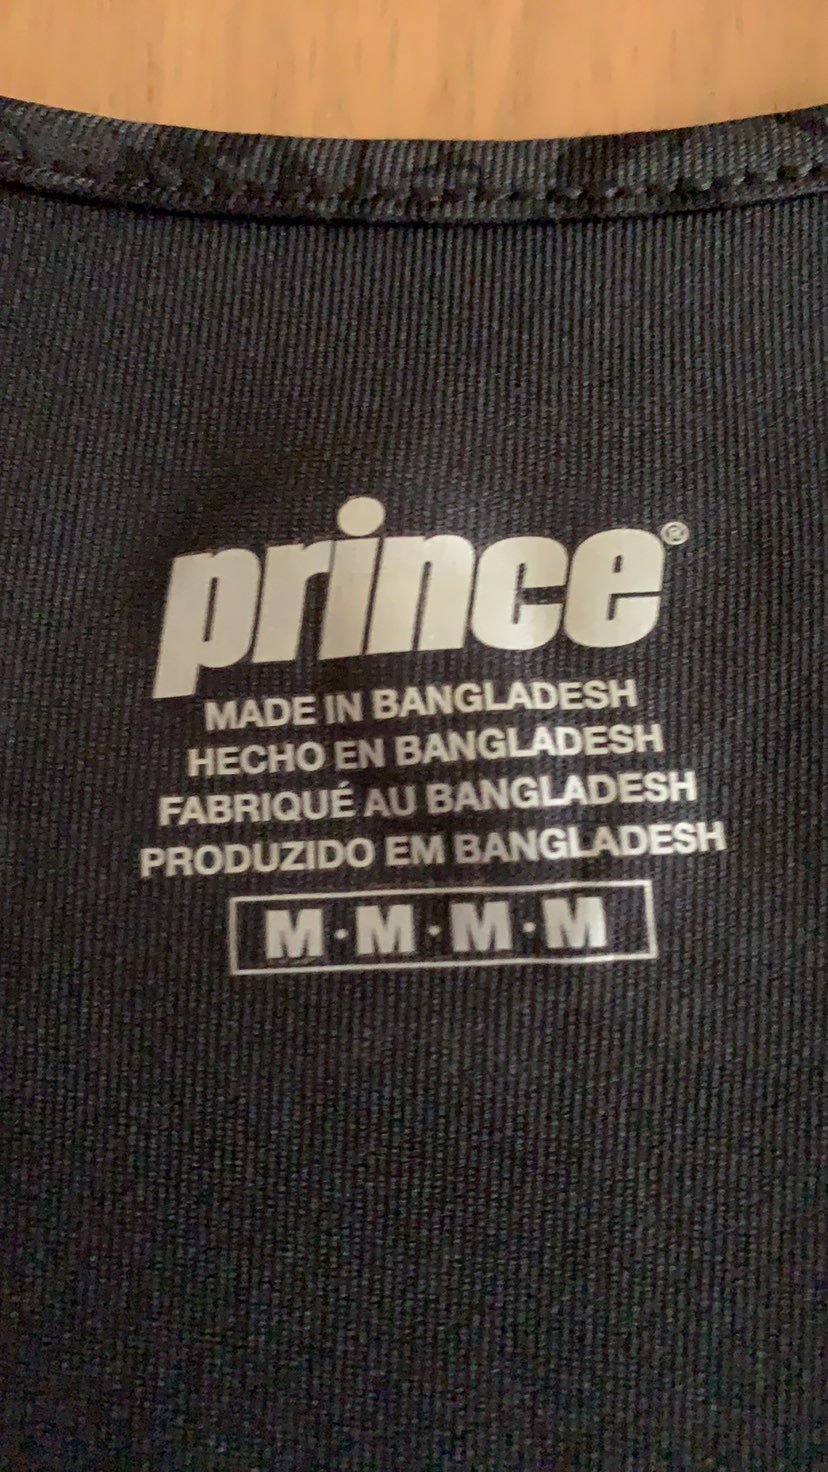 prince®
MADE IN BANGLADESH
HECHO EN BANGLADESH
FABRIQUÉ AU BANGLADESH
PRODUZIDO EM BANGLADESH
M·M·M·M